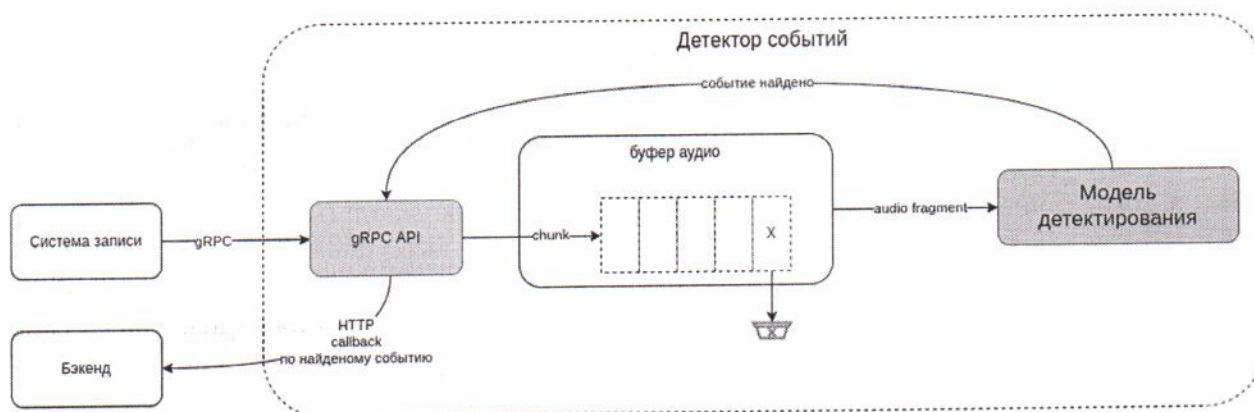 Детектор событий
событие найдено
буфер аудио
Система записи
gRPC
gRPC API
chunk
X
audio fragment
Модель
детектирования
X
HTTP
callback
по найденому событию
Бэкенд